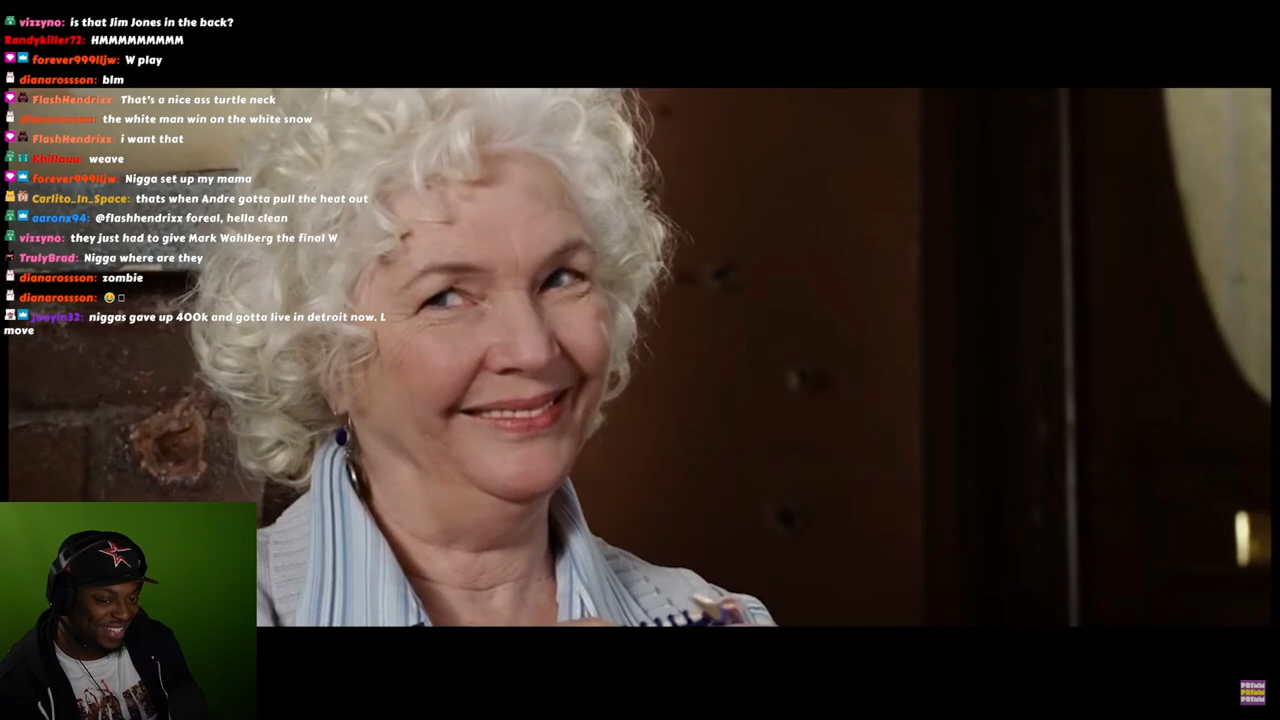 vizzyno: is that Jim Jones in the back?
Randykiller72: HMMMMMMMMM
forever999lljw: W play
dianarossson: blm
FlashHendrixx: That's a nice ass turtle neck
dianarossson: the white man win on the white snow
FlashHendrixx: i want that
Khillouu: weave
forever999lljw: Nigga set up my mama
Carlito_In_Space: thats when Andre gotta pull the heat out
aaronx94: @flashhendrixx foreal, hella clean
vizzyno: they just had to give Mark Wahlberg the final W
TrulyBrad: Nigga where are they
dianarossson: zombie
dianarossson: 😂
niggas gave up 400k and gotta live in detroit now. L
move
PREMM
PREMM
PREMM